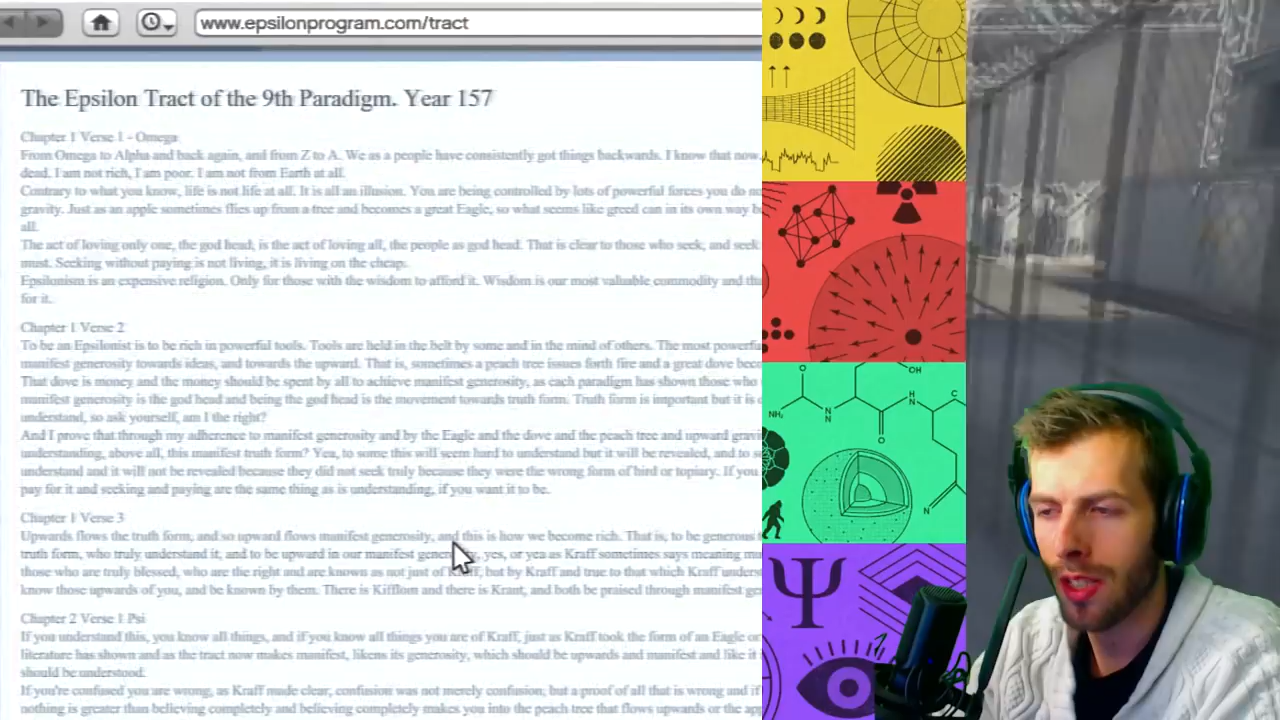 www.epsilonprogram.com/tract
The Epsilon Tract of the 9th Paradigm. Year 157
Chapter 1 Verse 1 - Omega
From Omega to Alpha and back again, and from Z to A. We as a people have consistently got things backwards. I know that now.
dead. I am not rich, I am poor. I am not from Earth at all.
Contrary to what you know, life is not life at all. It is all an illusion. You are being controlled by lots of powerful forces you do
gravity. Just as an apple sometimes flies up from a tree and becomes a great Eagle, so what seems like greed can in its own way
all.
The act of loving only one, the god head, is the act of loving all, the people as god head. That is clear to those who seek, and seek
must. Seeking without paying is not living, it is living on the cheap.
Epsilonism is an expensive religion. Only for those with the wisdom to afford it. Wisdom is our most valuable commodity and
for it.
Chapter 1 Verse 2
To be an Epsilonist is to be rich in powerful tools. Tools are held in the belt by some and in the mind of others. The most
manifest generosity towards ideas, and towards the upward. That is, sometimes a peach tree issues forth fire and a great dove
That dove is money and the money should be spent by all to achieve manifest generosity, as each paradigm has shown those who
manifest generosity is the god head and being the god head is the movement towards truth form. Truth form is important but it is
understand, so ask yourself, am I the right?
And I prove that through my adherence to manifest generosity and by the Eagle and the dove and the peach tree and upward
understanding, above all, this manifest truth form? Yea, to some this will seem hard to understand but it will be revealed, and to
understand and it will not be revealed because they did not seek truly because they were the wrong form of bird or topiary. If you
pay for it and seeking and paying are the same thing as is understanding, if you want it to be.
Chapter 1 Verse 3
Upwards flows the truth form, and so upward flows manifest generosity, and this is how we become rich. That is, to be generous
truth form, who truly understand it, and to be upward in our manifest generosity, yes, or yea as Kraff sometimes says meaning
those who are truly blessed, who are the right and are known as not just of Kraff, but by Kraff and true to that which Kraff
know those upwards of you, and be known by them. There is Kifflom and there is Krant, and both be praised through manifest
Chapter 2 Verse 1 Psi
If you understand this, you know all things, and if you know all things you are of Kraff, just as Kraff took the form of an Eagle or
literature has shown and as the tract now makes manifest, likens its generosity, which should be upwards and manifest and like it
should be understood.
If you're confused you are wrong, as Kraff made clear, confusion was not merely confusion, but a proof of all that is wrong and if
nothing is greater than believing completely and believing completely makes you into the peach tree that flows upwards or the
O
OH
NH₂
N
H
N
O
C
N
Ψ